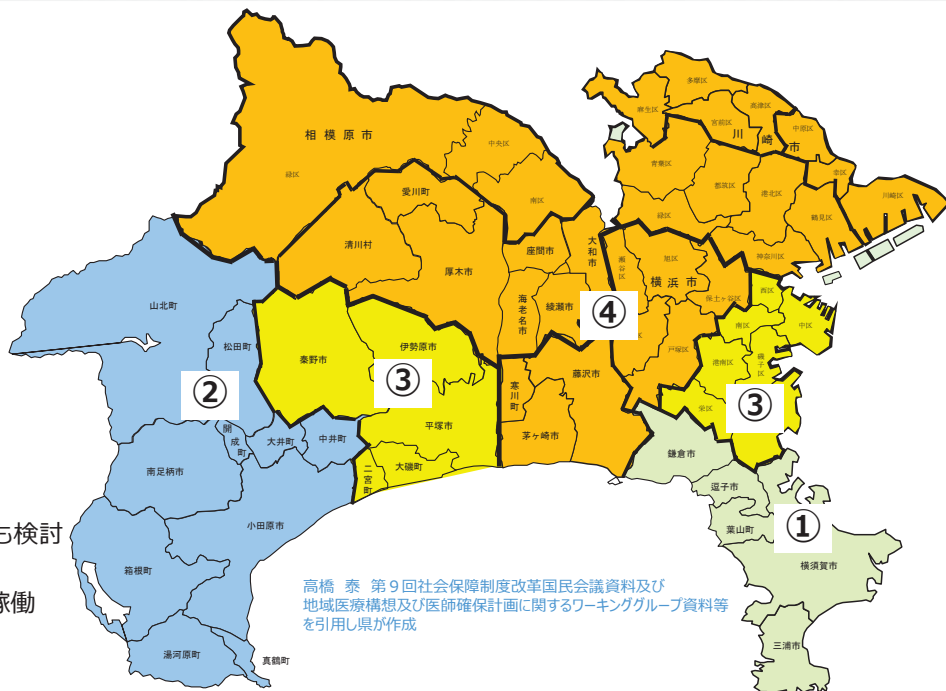 多摩区
麻生区
高津区
宮前区
中原区
川崎市
幸区
川崎区
相模原市
中央区
緑区
南区
青葉区
都筑区
港北区
鶴見区
緑区
神奈川区
愛川町
清川村
厚木市
座間市
大和市
海老名市
綾瀬市
④
瀬谷区
旭区
横浜市
保土ヶ谷区
西区
中区
南区
区
戸塚区
港南区
磯子区
③
栄区
山北町
松田町
②
秦野市
伊勢原市
③
平塚市
寒川町
藤沢市
茅ヶ崎市
開成町
大井町
中井町
南足柄市
二宮町
大磯町
小田原市
箱根町
湯河原町
真鶴町
鎌倉市
逗子市
葉山町
①
横須賀市
三浦市
も検討
稼働
高橋 泰 第9回社会保障制度改革国民会議資料及び
地域医療構想及び医師確保計画に関するワーキンググループ資料等
を引用し県が作成